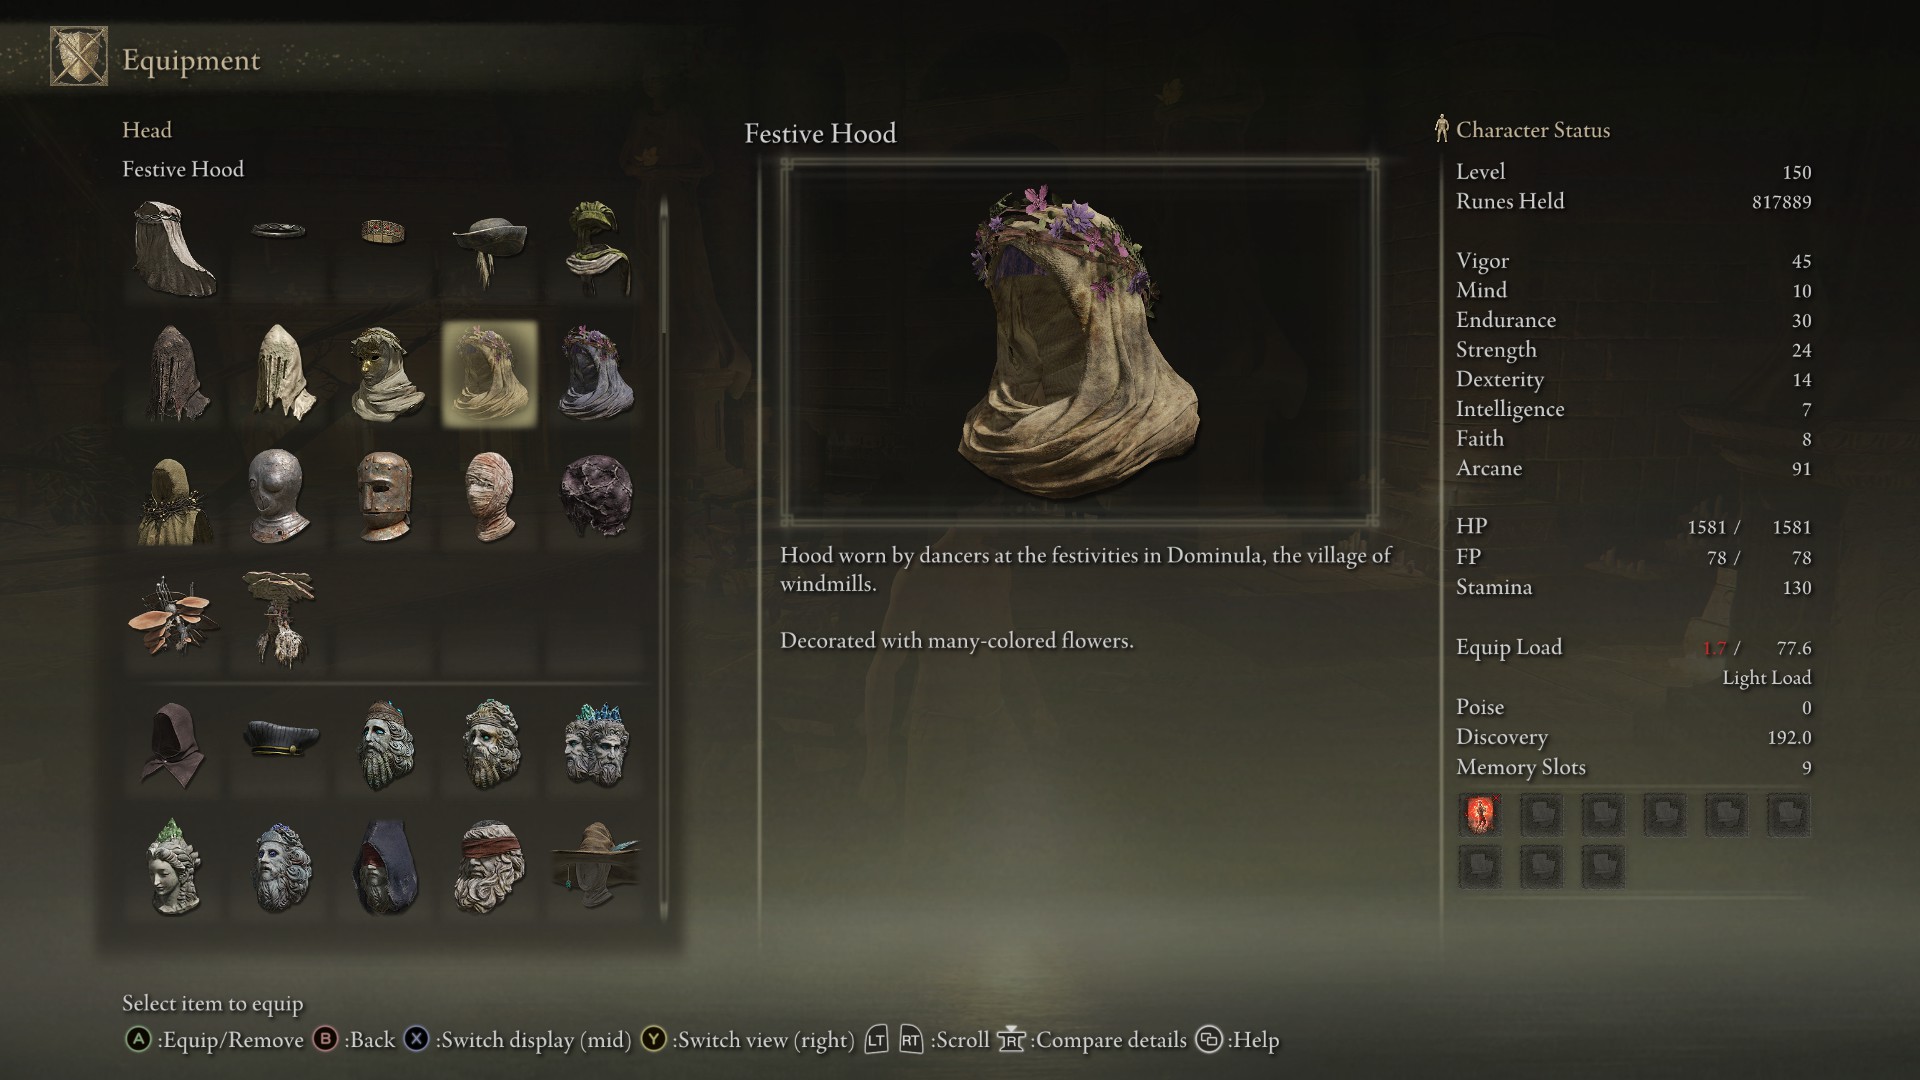 Equipment
Head
Festive Hood
Festive Hood
Hood worn by dancers at the festivities in Dominula, the village of
windmills.
Decorated with many-colored flowers.
Character Status
Level 150
Runes Held 817889
Vigor 45
Mind 10
Endurance 30
Strength 24
Dexterity 14
Intelligence 7
Faith 8
Arcane 91
HP 1581 / 1581
FP 78 / 78
Stamina 130
Equip Load 1.7 / 77.6
Light Load
Poise 0
Discovery 192.0
Memory Slots 9
Select item to equip
A :Equip/Remove B :Back X :Switch display (mid) Y :Switch view (right) LT RT :Scroll R :Compare details :Help